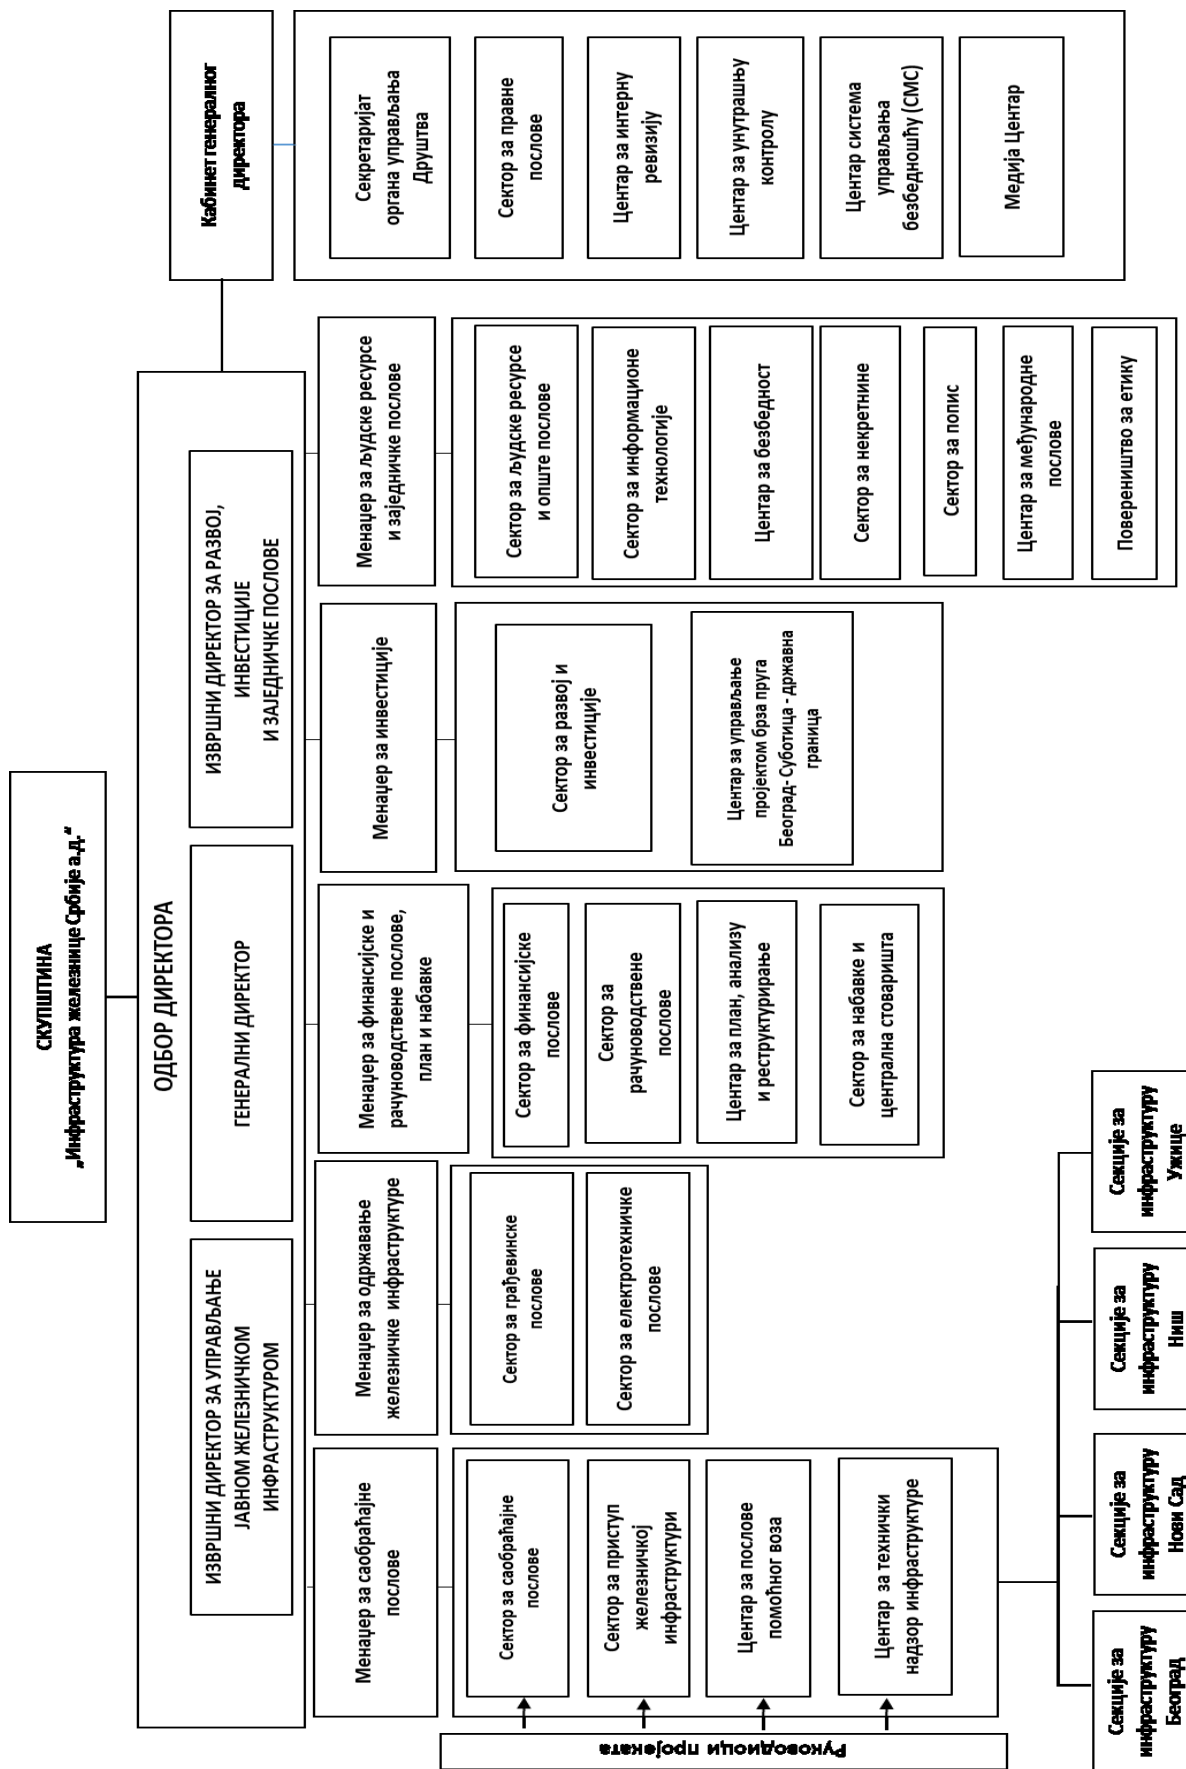 СКУПШТИНА
„Инфраструктура железнице Србије а.д.“
ОДБОР ДИРЕКТОРА
ИЗВРШНИ ДИРЕКТОР ЗА УПРАВЉАЊЕ
ЈАВНОМ ЖЕЛЕЗНИЧКОМ
ИНФРАСТРУКТУРОМ
ГЕНЕРАЛНИ ДИРЕКТОР
ИЗВРШНИ ДИРЕКТОР ЗА РАЗВОЈ,
ИНВЕСТИЦИЈЕ
И ЗАЈЕДНИЧКЕ ПОСЛОВЕ
Кабинет генералног
директора
Секретаријат
органа управљања
Друштва
Сектор за правне
послове
Центар за интерну
ревизију
Центар за унутрашњу
контролу
Центар система
управљања
безбедношћу (СМС)
Медија Центар
Менаџер за саобраћајне
послове
Сектор за саобраћајне
послове
Сектор за приступ
железничкој
инфраструктури
Центар за послове
помоћног воза
Центар за технички
надзор инфраструктуре
Руководиоци пројеката
Менаџер за одржавање
железничке инфраструктуре
Сектор за грађевинске
послове
Сектор за електротехничке
послове
Менаџер за финансијске и
рачуноводствене послове,
план и набавке
Сектор за финансијске
послове
Сектор за
рачуноводствене
послове
Центар за план, анализу
и реструктурирање
Сектор за набавке и
централна стоваришта
Менаџер за инвестиције
Сектор за развој и
инвестиције
Центар за управљање
пројектом брза пруга
Београд- Суботица - државна
граница
Менаџер за људске ресурсе
и заједничке послове
Сектор за људске ресурсе
и опште послове
Сектор за информационе
технологије
Центар за безбедност
Сектор за некретнине
Сектор за попис
Центар за међународне
послове
Повереништво за етику
Секције за
инфраструктуру
Београд
Секције за
инфраструктуру
Нови Сад
Секције за
инфраструктуру
Ниш
Секције за
инфраструктуру
Ужице